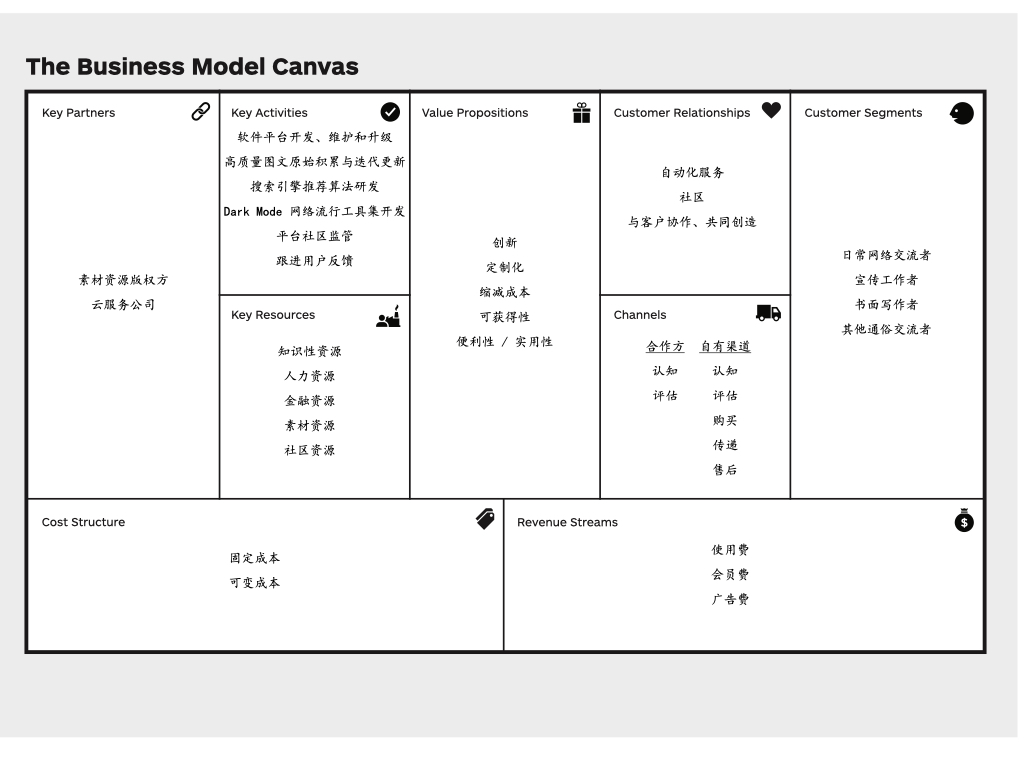 The Business Model Canvas
Key Partners
素材资源版权方
云服务公司
Key Activities
软件平台开发、维护和升级
高质量图文原始积累与迭代更新
搜索引擎推荐算法研发
Dark Mode 网络流行工具集开发
平台社区监管
跟进用户反馈
Key Resources
知识性资源
人力资源
金融资源
素材资源
社区资源
Value Propositions
创新
定制化
缩减成本
可获得性
便利性 / 实用性
Customer Relationships
自动化服务
社区
与客户协作、共同创造
Channels
合作方 自有渠道
认知 认知
评估 评估
购买
传递
售后
Customer Segments
日常网络交流者
宣传工作者
书面写作者
其他通俗交流者
Cost Structure
固定成本
可变成本
Revenue Streams
$
使用费
会员费
广告费